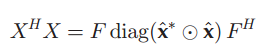 X^H X = F diag(x̂* ⊙ x̂) F^H